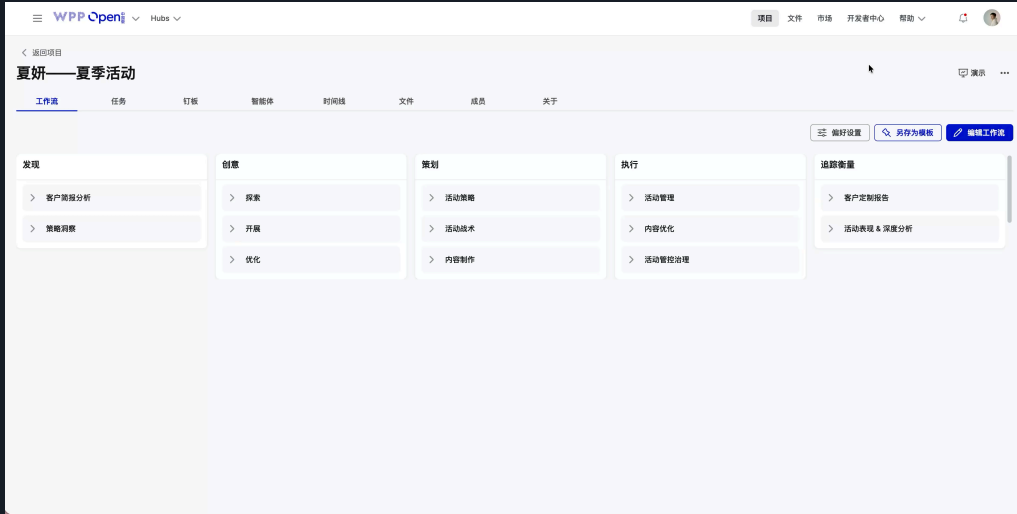 WPP Open
Hubs
项目 文件 市场 开发者中心 帮助
返回项目
夏妍——夏季活动
演示
工作流 任务 钉板 智能体 时间线 文件 成员 关于
偏好设置 另存为模板 编辑工作流
发现
客户简报分析
策略洞察
创意
探索
开展
优化
策划
活动策略
活动战术
内容制作
执行
活动管理
内容优化
活动管控治理
追踪衡量
客户定制报告
活动表现 & 深度分析